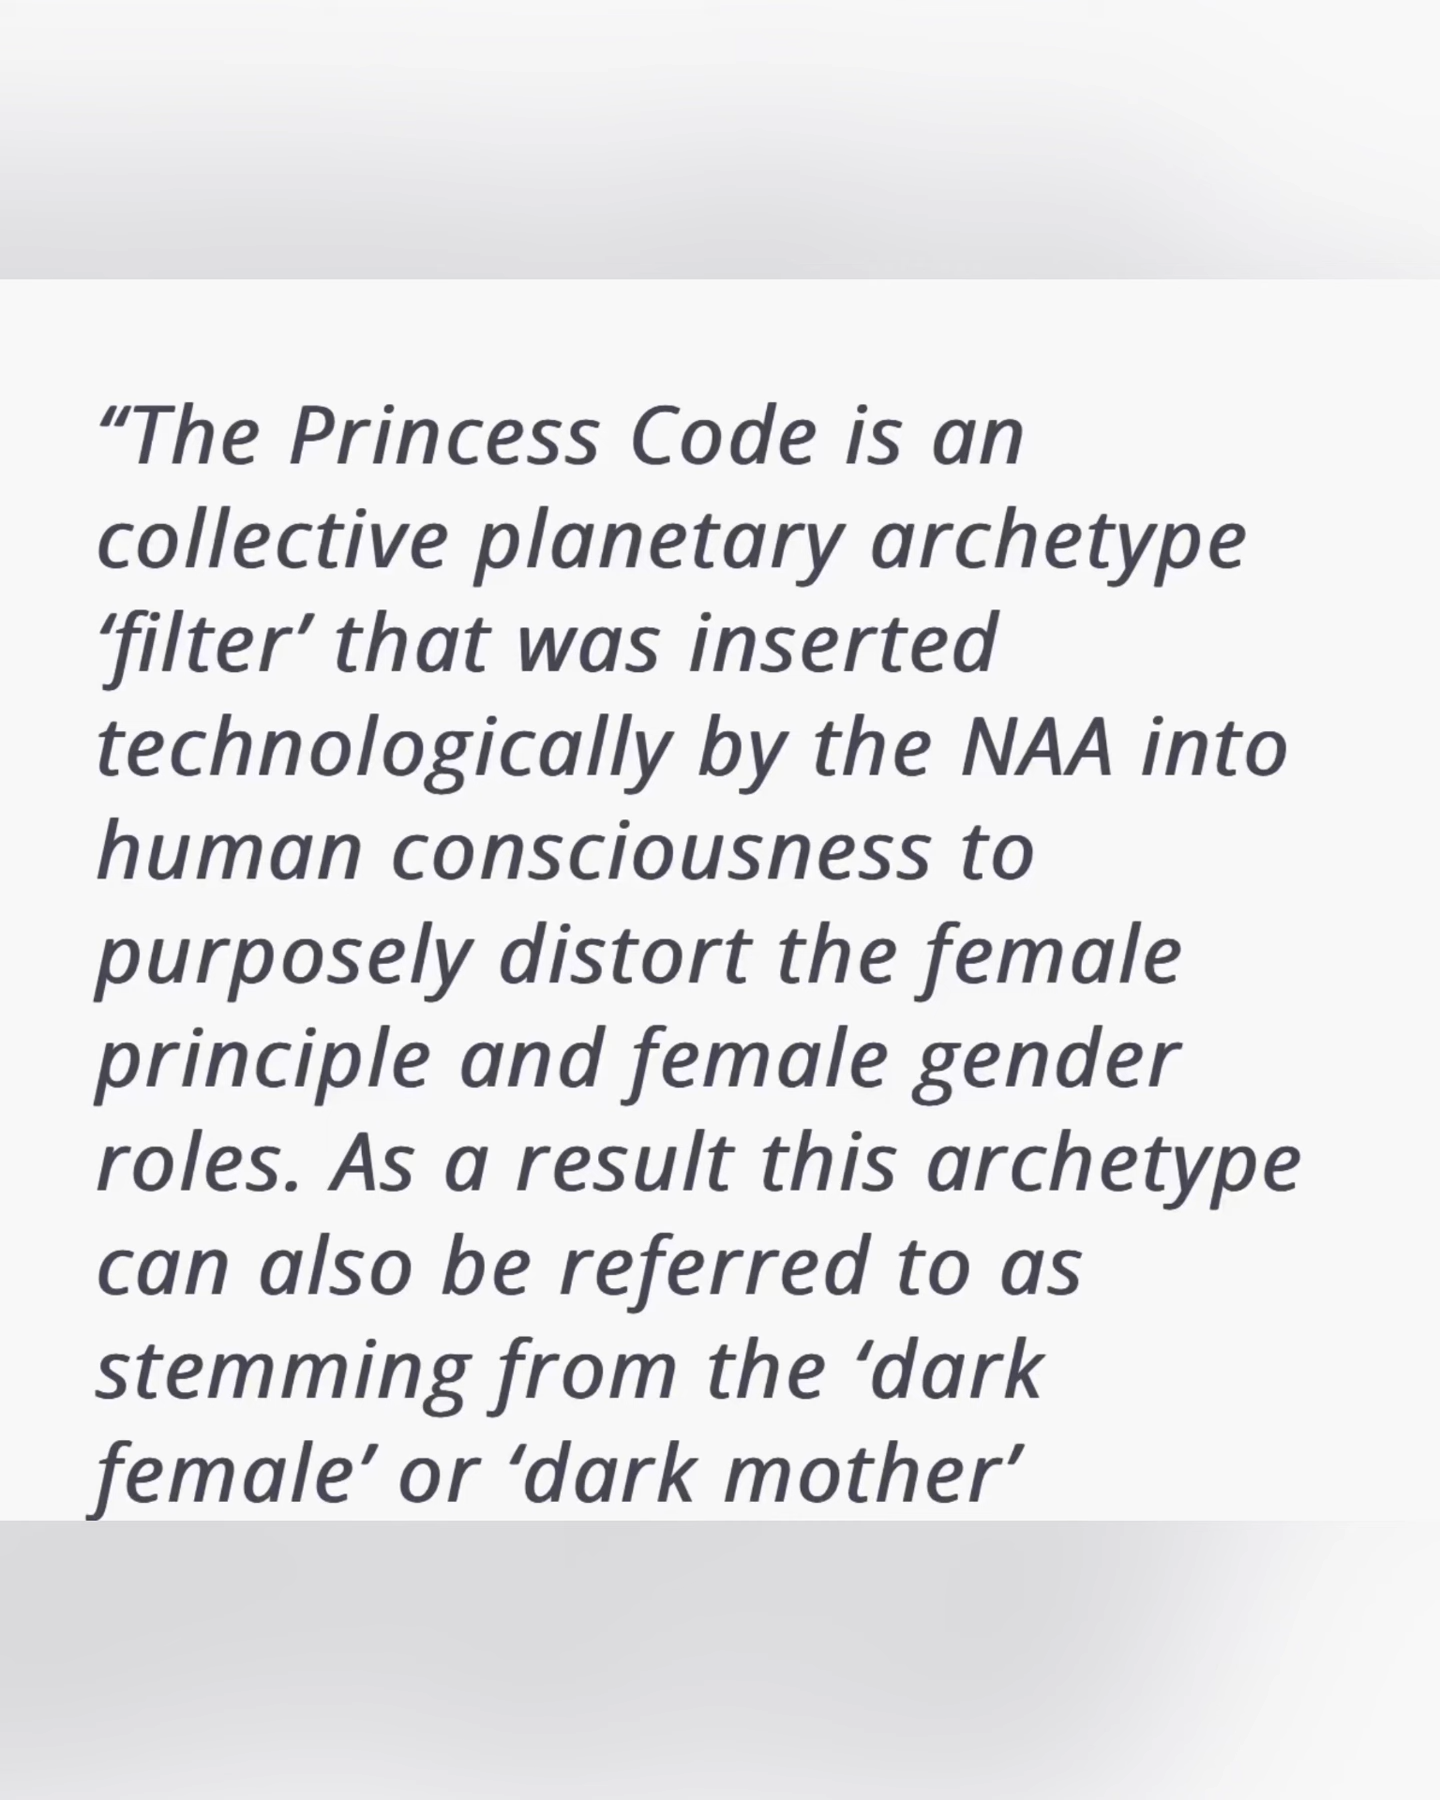 “The Princess Code is an
collective planetary archetype
‘filter’ that was inserted
technologically by the NAA into
human consciousness to
purposely distort the female
principle and female gender
roles. As a result this archetype
can also be referred to as
stemming from the ‘dark
female’ or ‘dark mother’